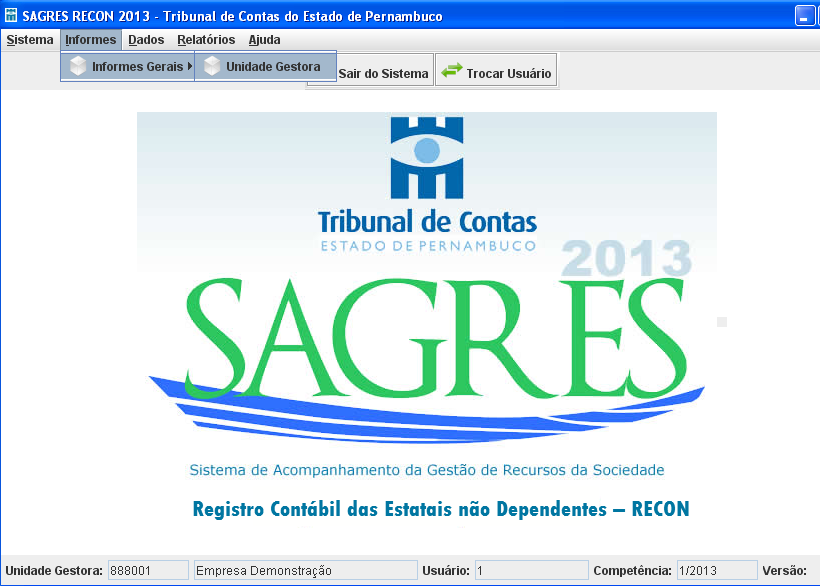 SAGRES RECON 2013 - Tribunal de Contas do Estado de Pernambuco
Sistema Informes Dados Relatórios Ajuda
Informes Gerais Unidade Gestora Sair do Sistema Trocar Usuário
Tribunal de Contas
ESTADO DE PERNAMBUCO
2013
SAGRES
Sistema de Acompanhamento da Gestão de Recursos da Sociedade
Registro Contábil das Estatais não Dependentes – RECON
Unidade Gestora: 888001 Empresa Demonstração Usuário: 1 Competência: 1/2013 Versão: